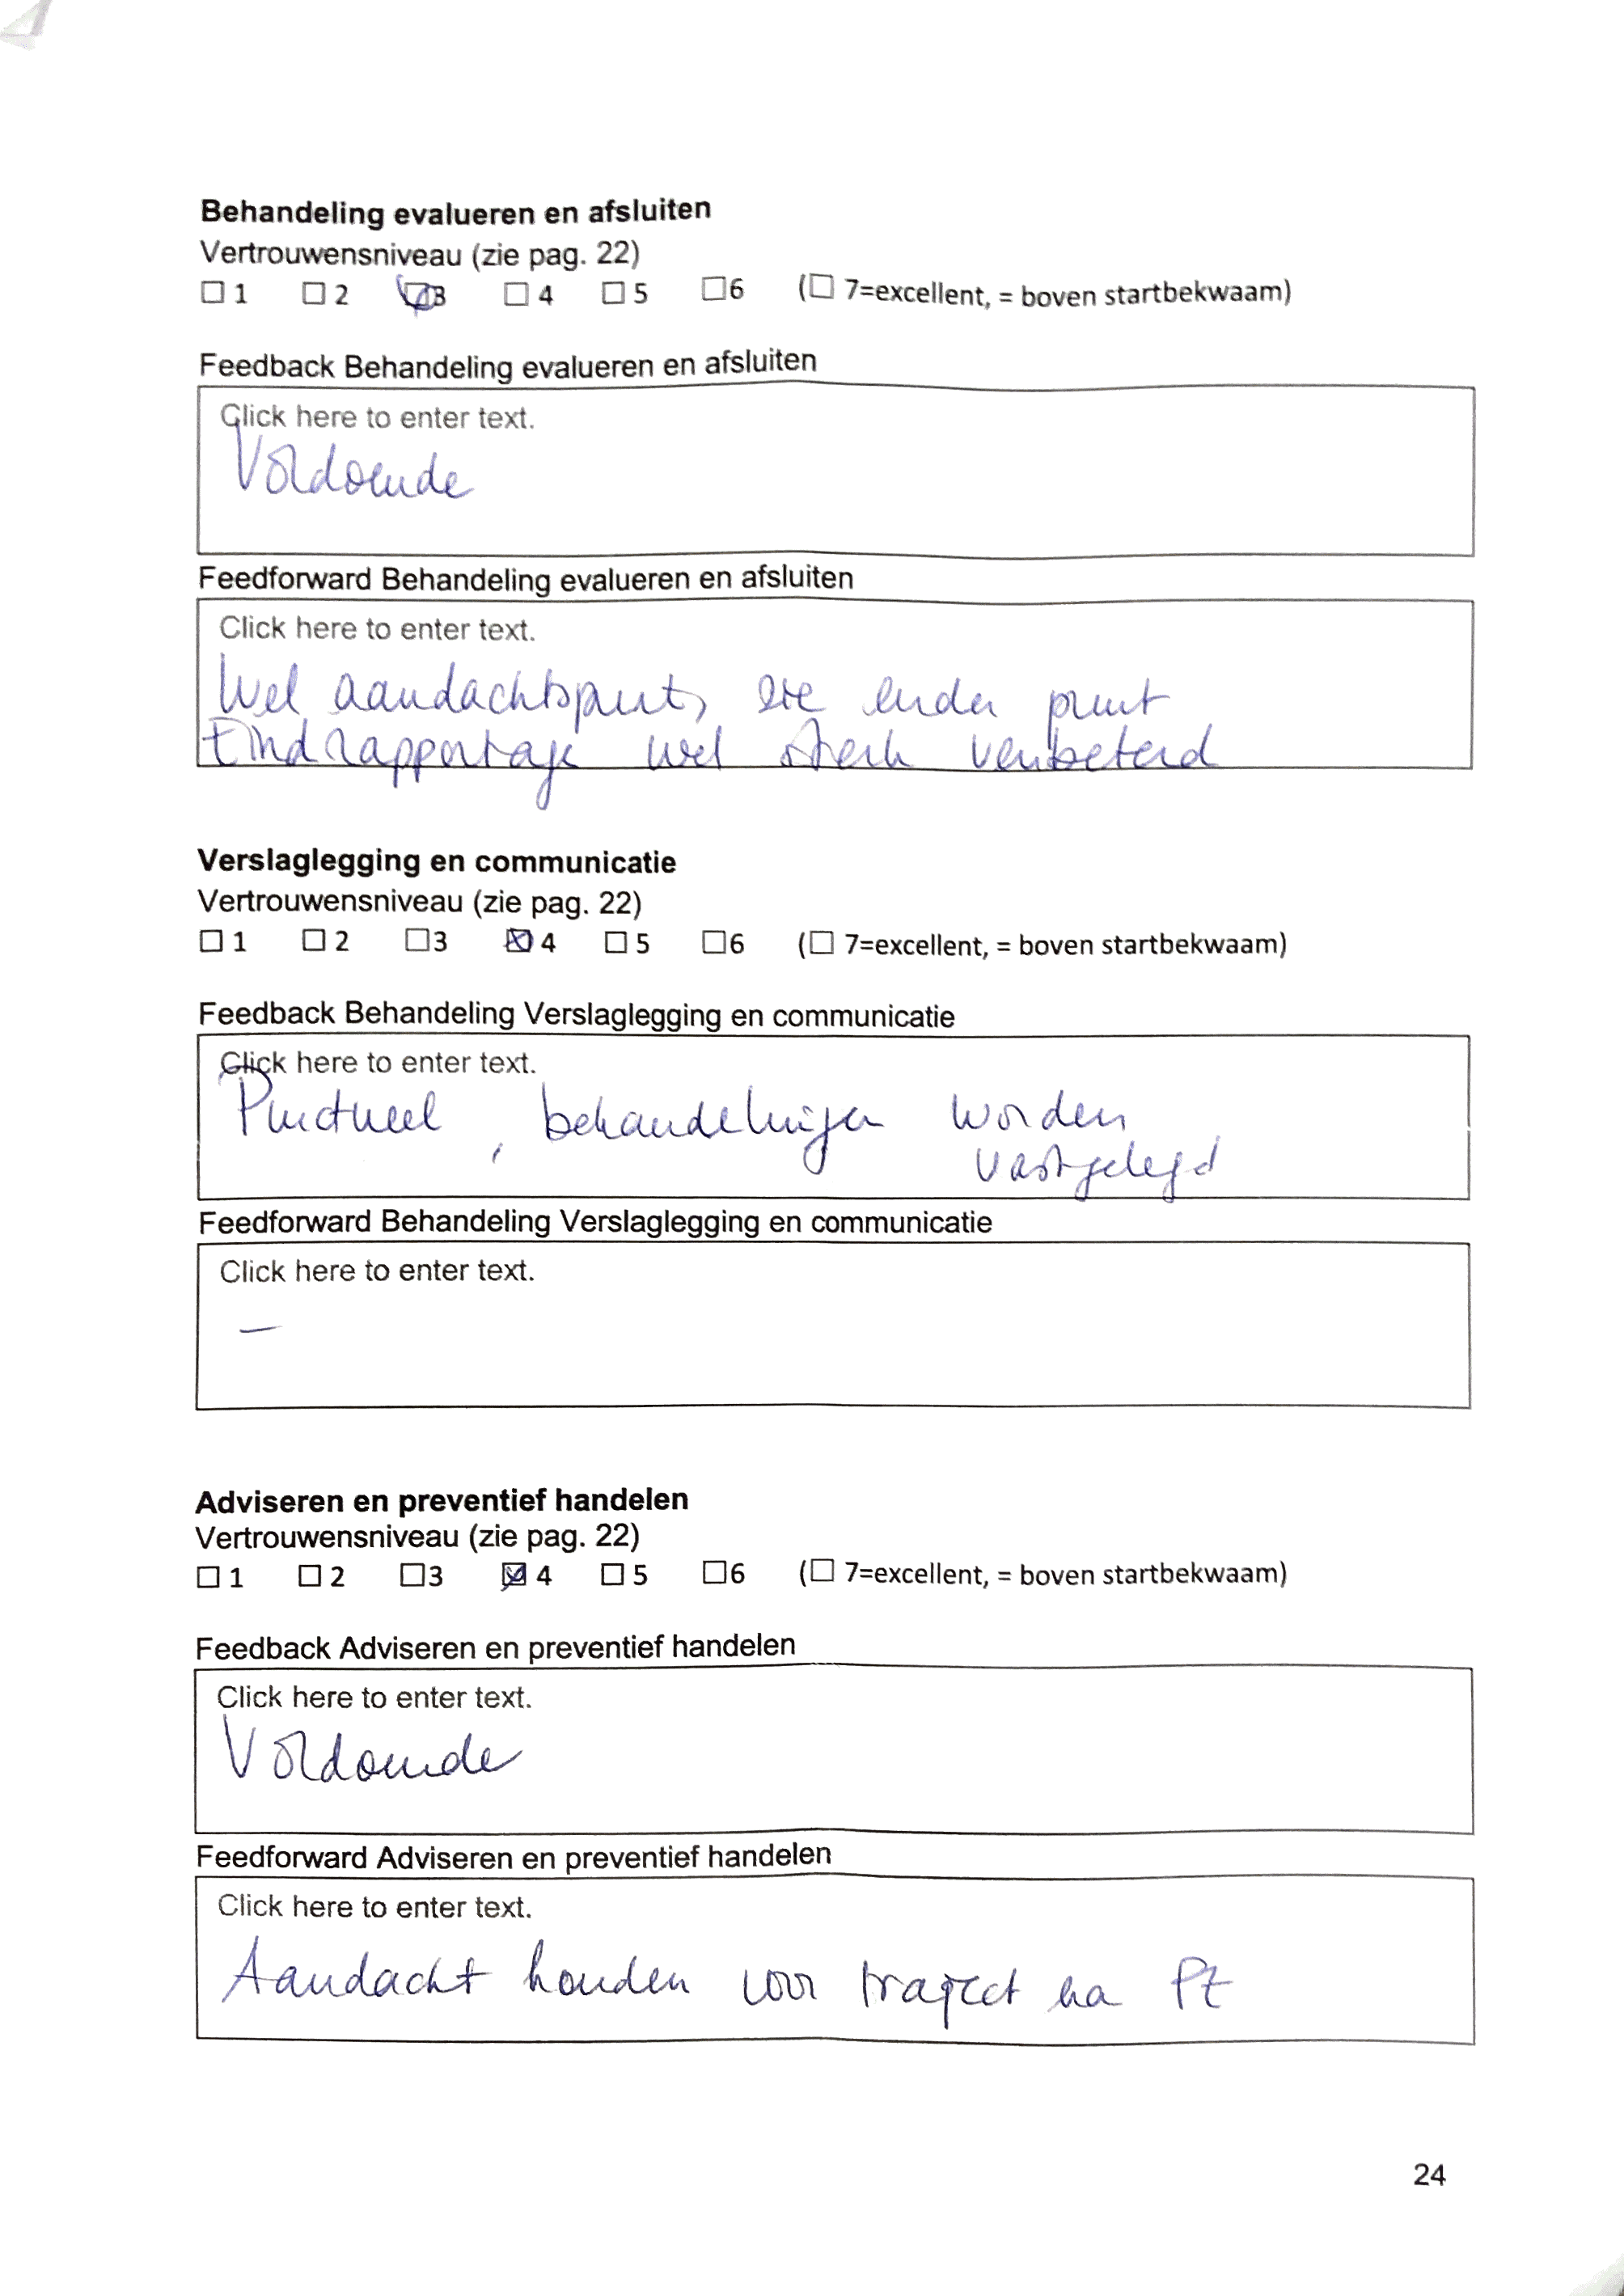 Behandeling evalueren en afsluiten
Vertrouwensniveau (zie pag. 22)
☐ 1 ☐ 2 ☒3 ☐ 4 ☐ 5 ☐6 (☐ 7=excellent, = boven startbekwaam)
Feedback Behandeling evalueren en afsluiten
Click here to enter text.
Voldoende
Feedforward Behandeling evalueren en afsluiten
Click here to enter text.
Wel aandachtspunt, zie eerder punt
Eindrapportage wel sterk verbeterd
Verslaglegging en communicatie
Vertrouwensniveau (zie pag. 22)
☐ 1 ☐ 2 ☐3 ☒ 4 ☐ 5 ☐6 (☐ 7=excellent, = boven startbekwaam)
Feedback Behandeling Verslaglegging en communicatie
Click here to enter text.
Punctueel, behandelingen worden
vastgelegd
Feedforward Behandeling Verslaglegging en communicatie
Click here to enter text.
—
Adviseren en preventief handelen
Vertrouwensniveau (zie pag. 22)
☐ 1 ☐ 2 ☐3 ☒ 4 ☐ 5 ☐6 (☐ 7=excellent, = boven startbekwaam)
Feedback Adviseren en preventief handelen
Click here to enter text.
Voldoende
Feedforward Adviseren en preventief handelen
Click here to enter text.
Aandacht houden voor traject na Pt
24